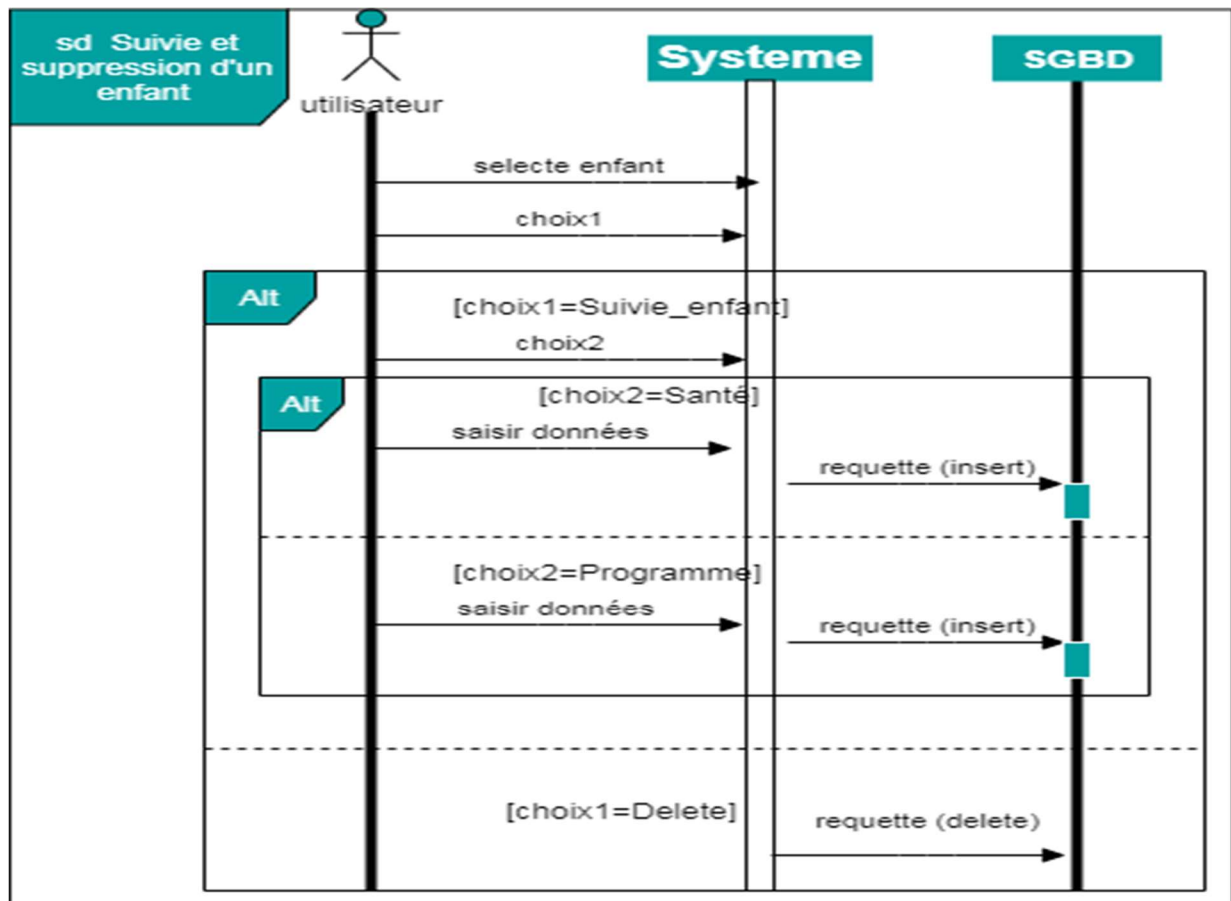 sd Suivie et
suppression d'un
enfant
utilisateur
Systeme
SGBD
selecte enfant
choix1
Alt
[choix1=Suivie_enfant]
choix2
Alt
[choix2=Santé]
saisir données
requette (insert)
[choix2=Programme]
saisir données
requette (insert)
[choix1=Delete]
requette (delete)